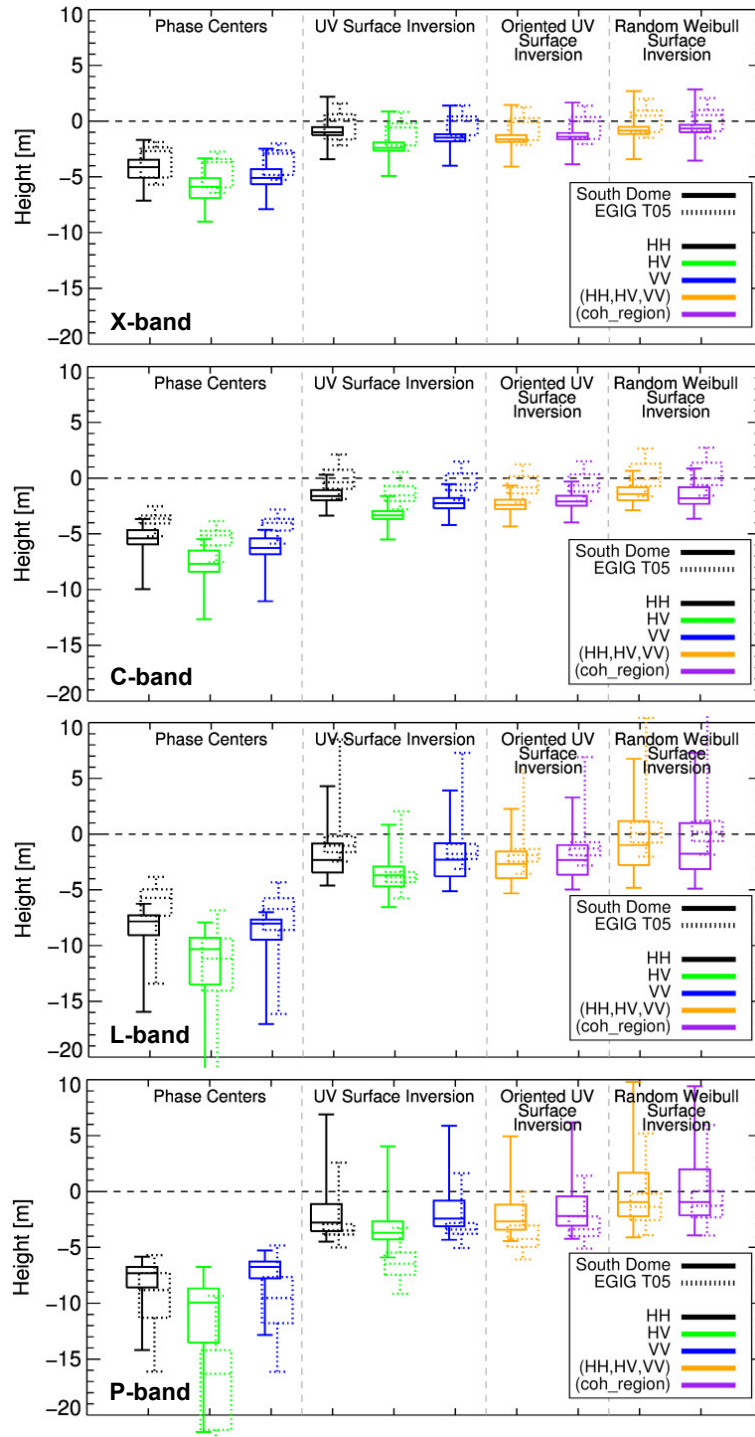 Phase Centers UV Surface Inversion Oriented UV Surface Inversion Random Weibull Surface Inversion
Height [m]
10
5
0
−5
−10
−15
−20
South Dome
EGIG T05
HH
HV
VV
(HH,HV,VV)
(coh_region)
X-band
Phase Centers UV Surface Inversion Oriented UV Surface Inversion Random Weibull Surface Inversion
Height [m]
10
5
0
−5
−10
−15
−20
South Dome
EGIG T05
HH
HV
VV
(HH,HV,VV)
(coh_region)
C-band
Phase Centers UV Surface Inversion Oriented UV Surface Inversion Random Weibull Surface Inversion
Height [m]
10
5
0
−5
−10
−15
−20
South Dome
EGIG T05
HH
HV
VV
(HH,HV,VV)
(coh_region)
L-band
Phase Centers UV Surface Inversion Oriented UV Surface Inversion Random Weibull Surface Inversion
Height [m]
10
5
0
−5
−10
−15
−20
South Dome
EGIG T05
HH
HV
VV
(HH,HV,VV)
(coh_region)
P-band